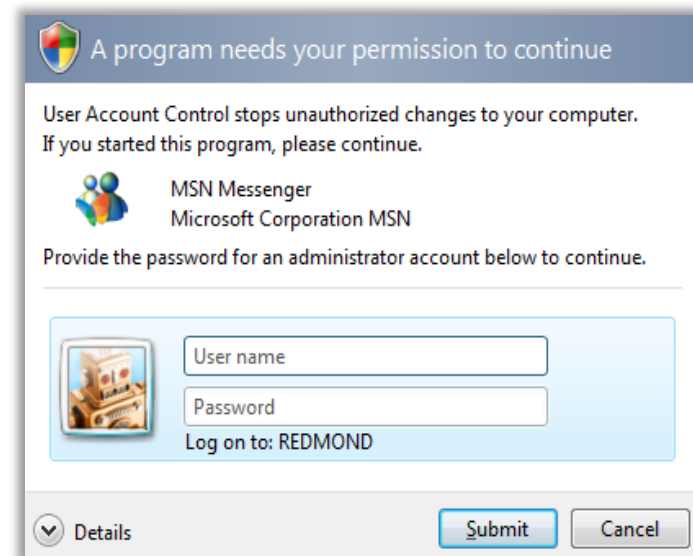 A program needs your permission to continue
User Account Control stops unauthorized changes to your computer.
If you started this program, please continue.
MSN Messenger
Microsoft Corporation MSN
Provide the password for an administrator account below to continue.
User name
Password
Log on to: REDMOND
Details
Submit
Cancel